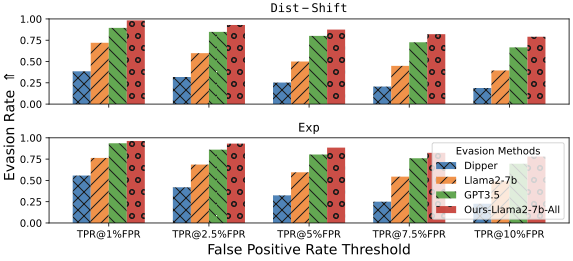 Dist-Shift
1.00
0.75
0.50
0.25
0.00
Exp
1.00
0.75
0.50
0.25
0.00
Evasion Rate ⇑
Evasion Methods
Dipper
Llama2-7b
GPT3.5
Ours-Llama2-7b-All
TPR@1%FPR TPR@2.5%FPR TPR@5%FPR TPR@7.5%FPR TPR@10%FPR
False Positive Rate Threshold